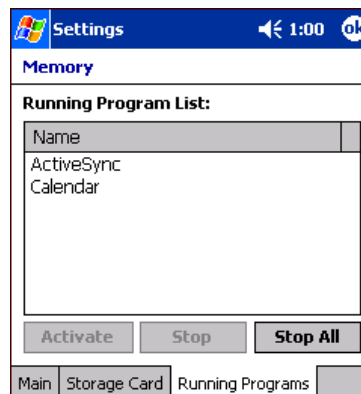 Settings 1:00 ok
Memory
Running Program List:
Name
ActiveSync
Calendar
Activate Stop Stop All
Main Storage Card Running Programs